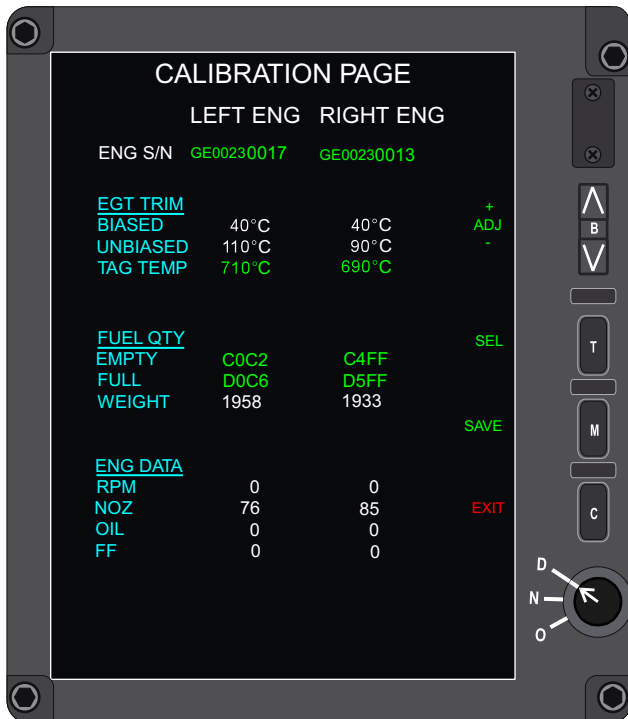 CALIBRATION PAGE
LEFT ENG RIGHT ENG
ENG S/N GE00230017 GE00230013
EGT TRIM +
BIASED 40°C 40°C ADJ
UNBIASED 110°C 90°C -
TAG TEMP 710°C 690°C
FUEL QTY SEL
EMPTY C0C2 C4FF
FULL D0C6 D5FF
WEIGHT 1958 1933
SAVE
ENG DATA
RPM 0 0
NOZ 76 85 EXIT
OIL 0 0
FF 0 0
B
T
M
C
D
N
O